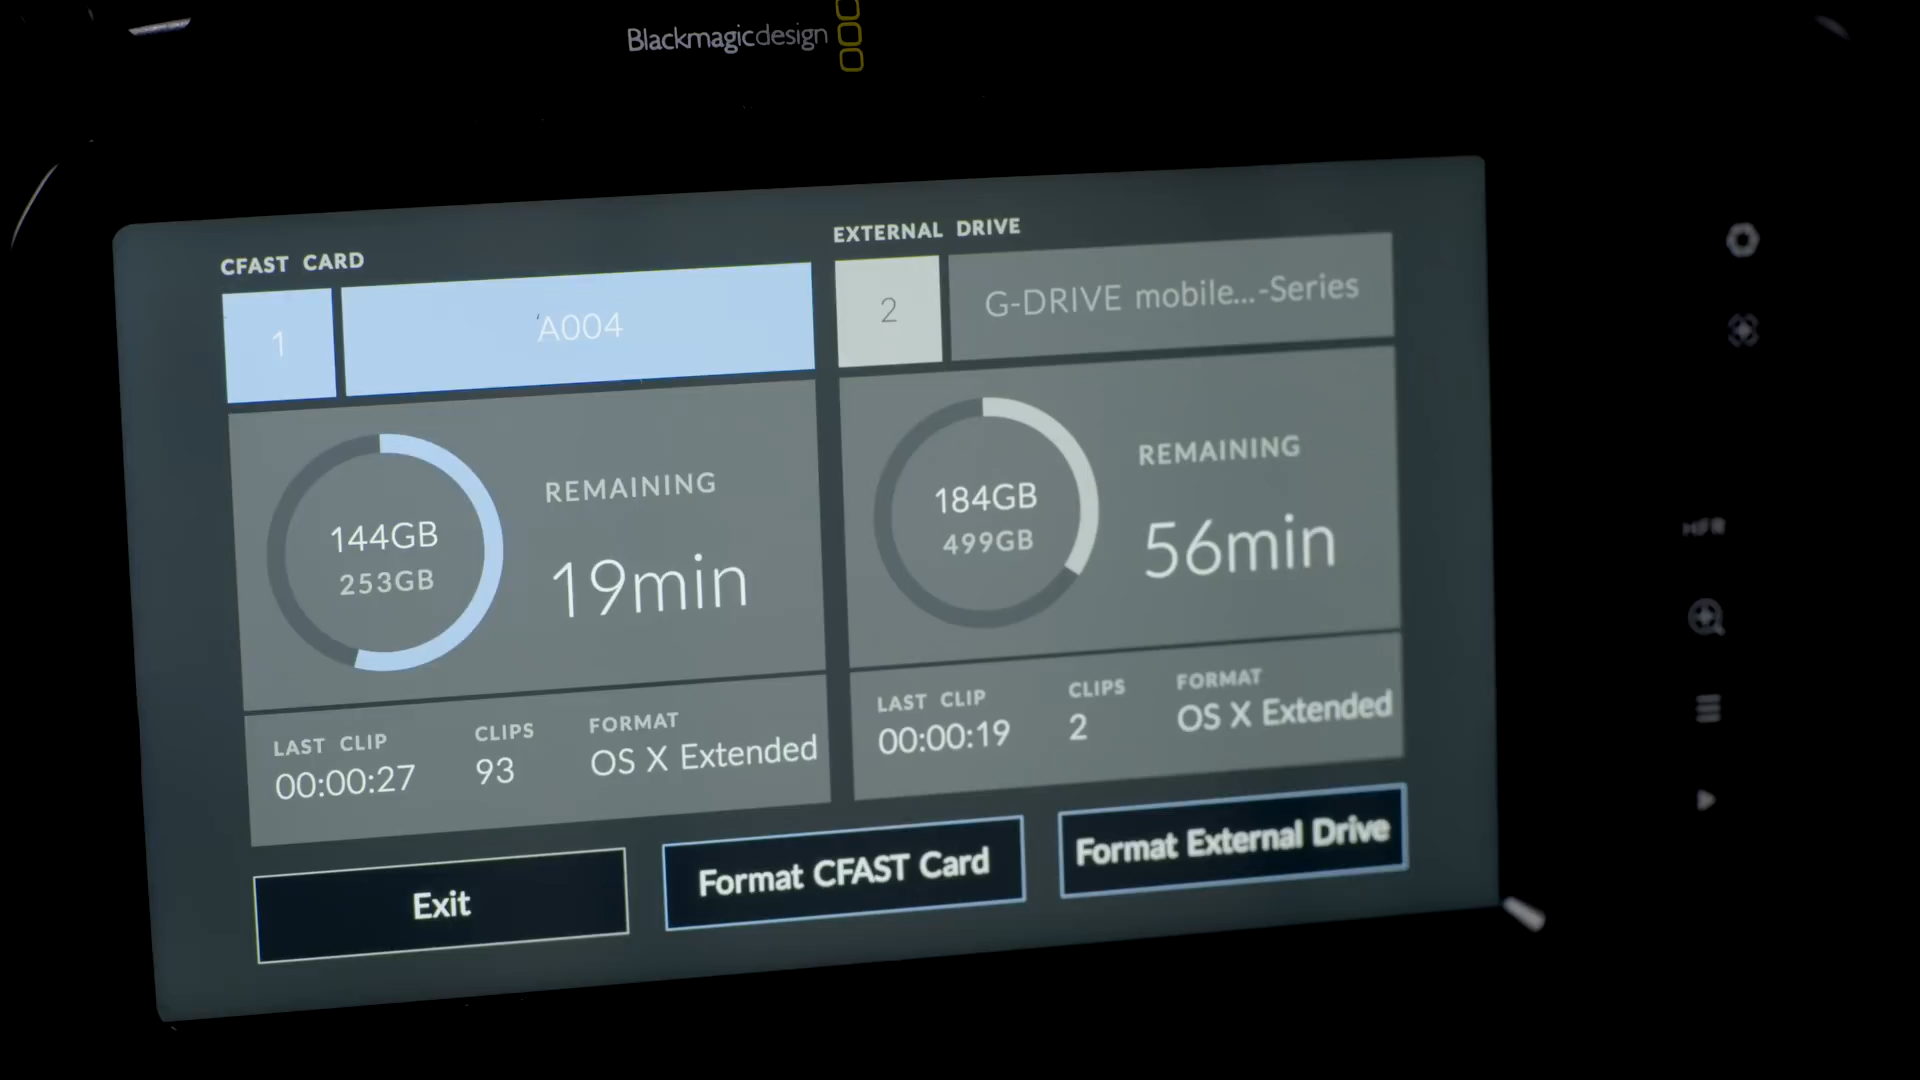 Blackmagicdesign
CFAST CARD
1
A004
144GB
253GB
REMAINING
19min
LAST CLIP
00:00:27
CLIPS
93
FORMAT
OS X Extended
EXTERNAL DRIVE
2
G-DRIVE mobile...-Series
184GB
499GB
REMAINING
56min
LAST CLIP
00:00:19
CLIPS
2
FORMAT
OS X Extended
Exit
Format CFAST Card
Format External Drive
HFR